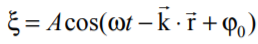 ξ = A cos(ωt − k⃗ · r⃗ + φ₀)